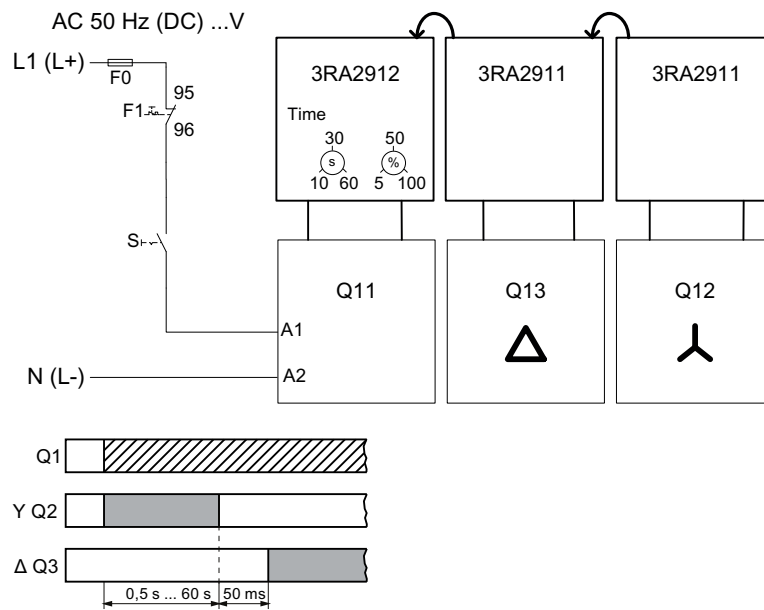 AC 50 Hz (DC) ...V
L1 (L+)
F0
95
F1
96
S
3RA2912
3RA2911
3RA2911
Time
30
s
10 60
50
%
5 100
Q11
Q13
Q12
A1
A2
N (L-)
Q1
Y Q2
Δ Q3
0,5 s ... 60 s
50 ms